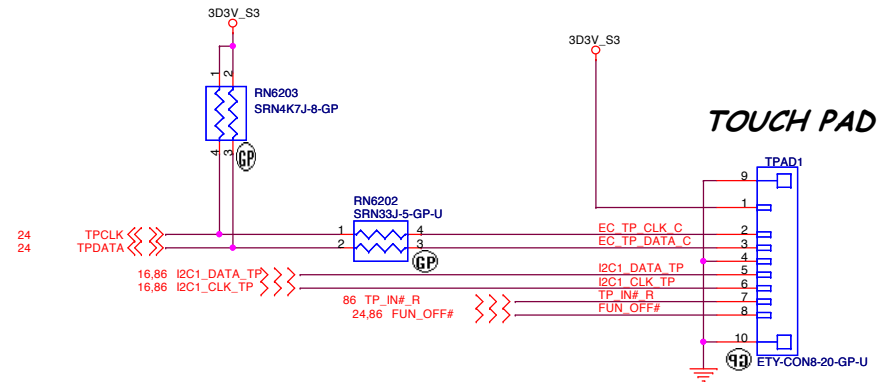 3D3V_S3
3D3V_S3
1
2
RN6203
SRN4K7J-8-GP
4
3
GP
TOUCH PAD
TPAD1
9
1
RN6202
SRN33J-5-GP-U
24 TPCLK 1 4 EC_TP_CLK_C 2
24 TPDATA 2 3 EC_TP_DATA_C 3
GP
4
16,86 I2C1_DATA_TP I2C1_DATA_TP 5
16,86 I2C1_CLK_TP I2C1_CLK_TP 6
86 TP_IN#_R TP_IN#_R 7
24,86 FUN_OFF# FUN_OFF# 8
10
GP
ETY-CON8-20-GP-U